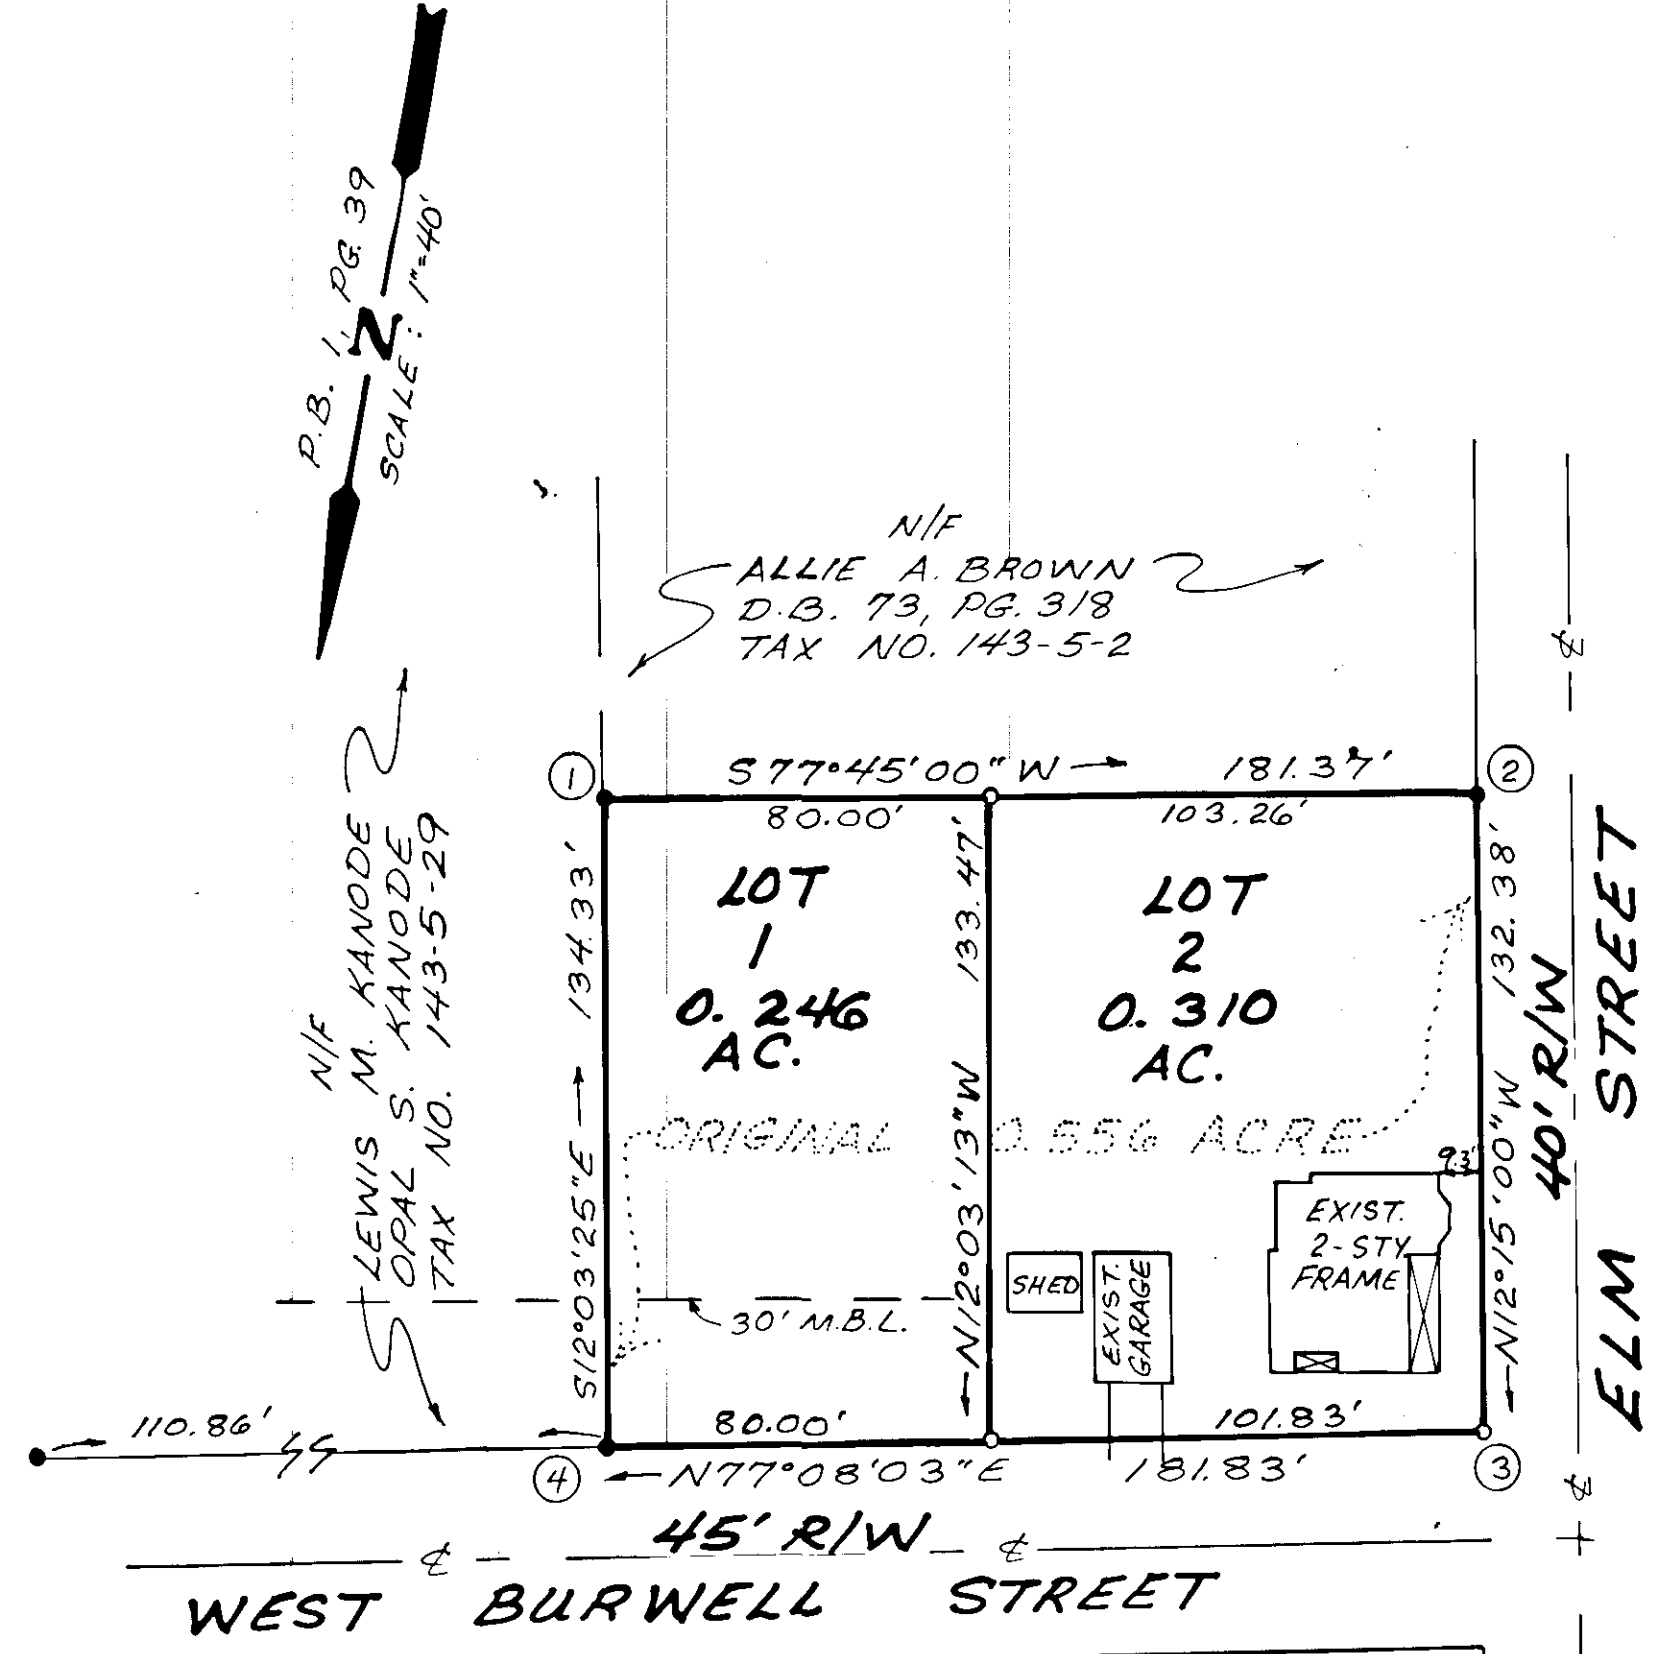 P.B. 1, PG. 39
N
SCALE: 1"=40'
N/F
ALLIE A. BROWN
D.B. 73, PG. 318
TAX NO. 143-5-2
N/F
LEWIS M. KANODE
OPAL S. KANODE
TAX NO. 143-5-29
1
S77°45'00"W
181.37'
2
80.00'
103.26'
134.33'
S12°03'25"E
LOT
1
0.246
AC.
133.47'
N12°03'13"W
LOT
2
0.310
AC.
132.38'
N12°15'00"W
40' R/W
ELM STREET
ORIGINAL 0.556 ACRE
9.3'
EXIST.
2-STY
FRAME
SHED
EXIST.
GARAGE
30' M.B.L.
110.86'
80.00'
101.83'
4
N77°08'03"E
181.83'
3
45' R/W
WEST BURWELL STREET